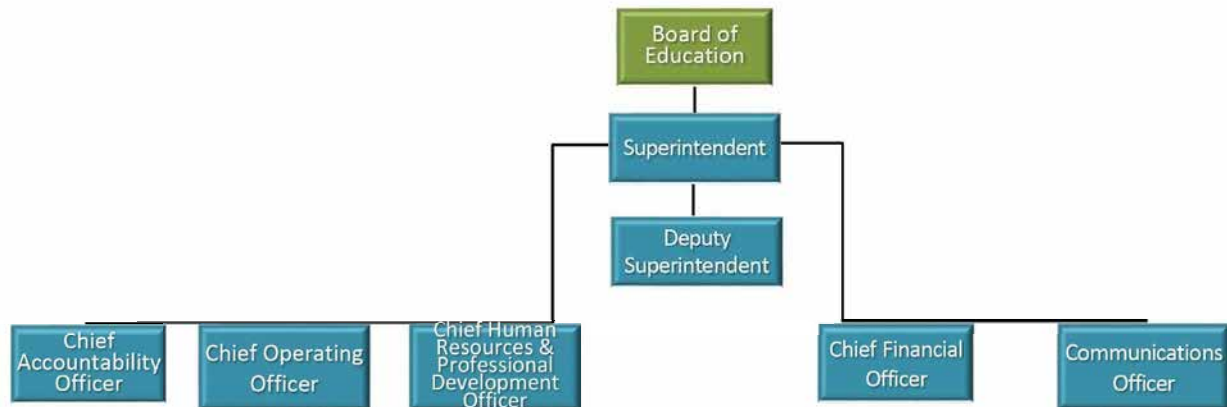 Board of
Education
Superintendent
Deputy
Superintendent
Chief
Accountability
Officer
Chief Operating
Officer
Chief Human
Resources &
Professional
Development
Officer
Chief Financial
Officer
Communications
Officer